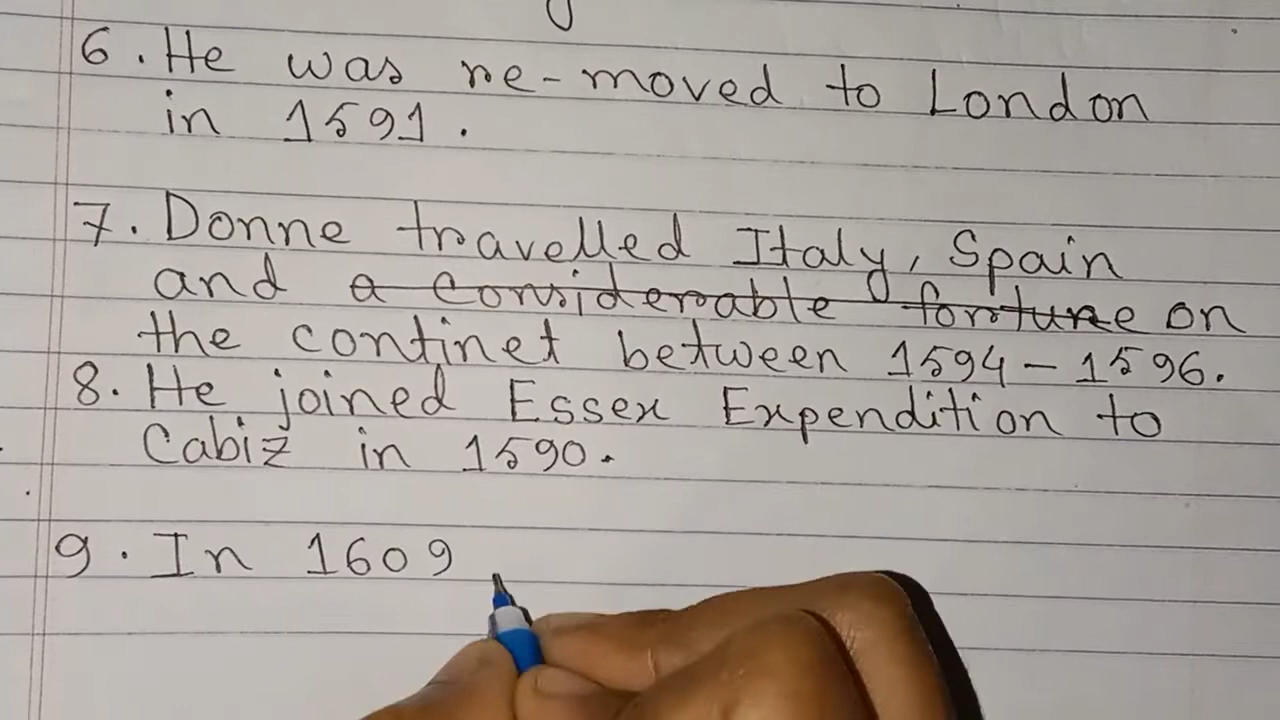 6. He was re-moved to London
in 1591.
7. Donne travelled Italy, Spain
and a considerable fortune on
the continet between 1594-1596.
8. He joined Essex Expendition to
Cabiz in 1590.
9. In 1609